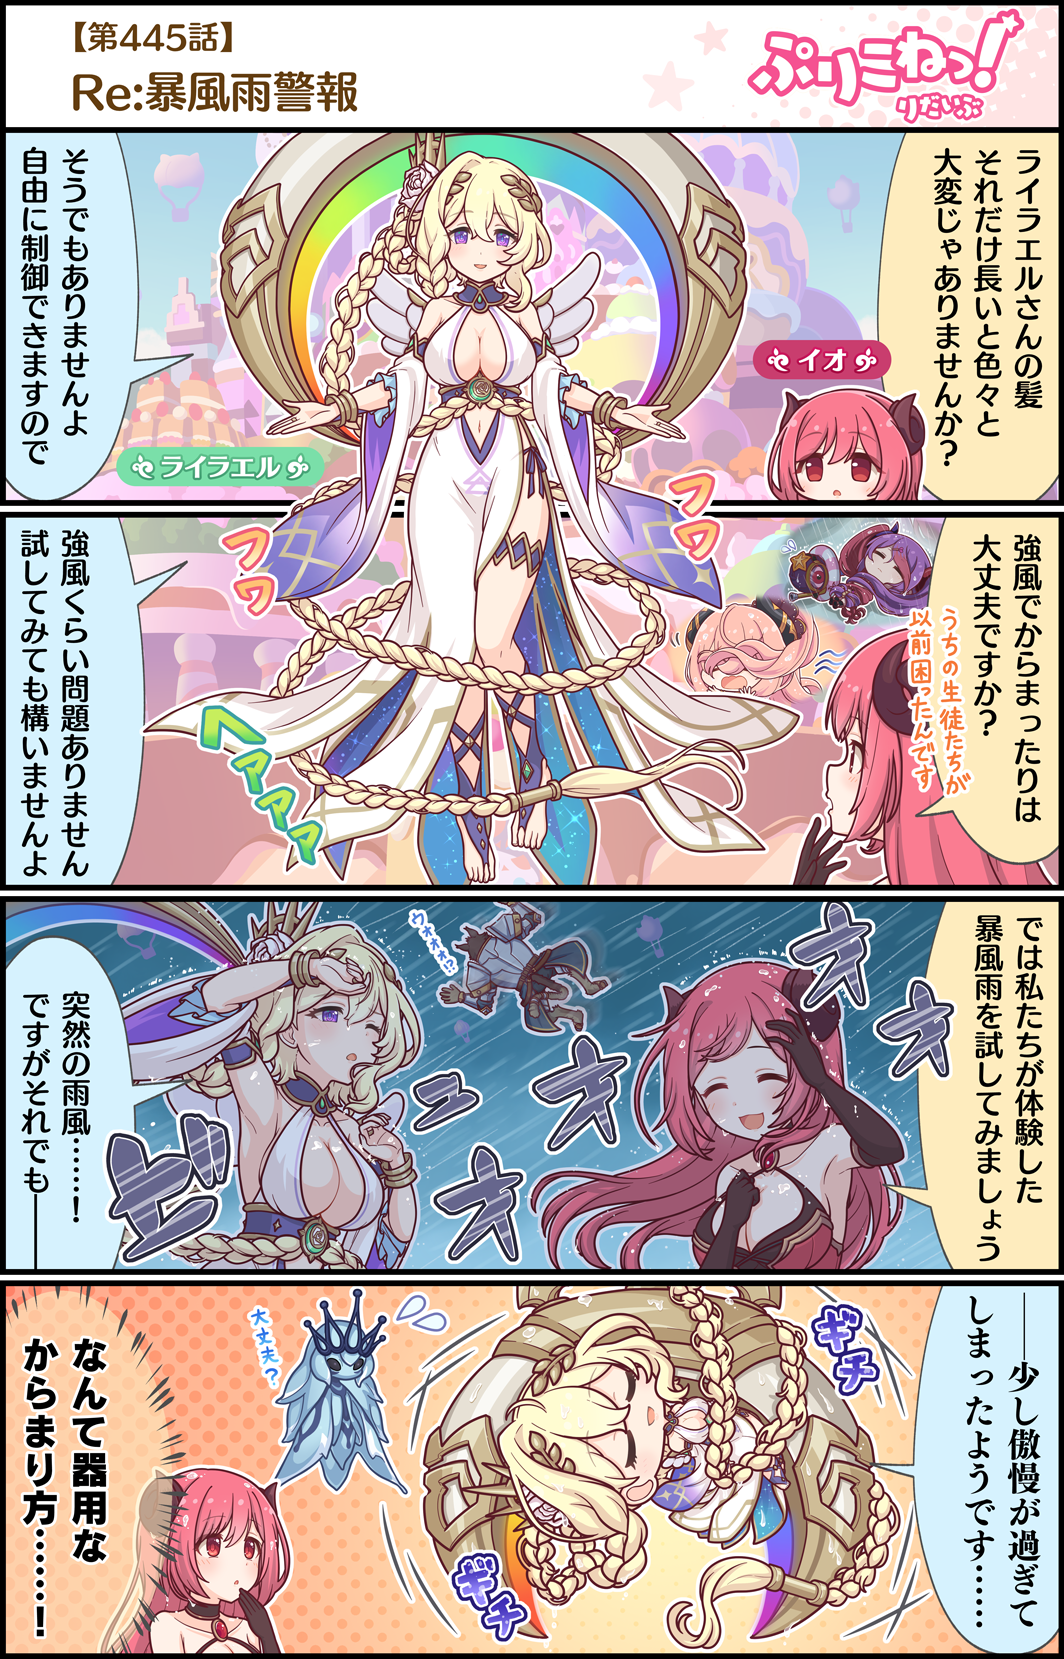 【第445話】
Re:暴風雨警報
ぷりこねっ!
りだいぶ
ライラエルさんの髪
それだけ長いと色々と
大変じゃありませんか?
イオ
そうでもありませんよ
自由に制御できますので
ライラエル
強風でからまったりは
大丈夫ですか?
うちの生徒たちが
以前困ったんです
フワ
フワ
強風くらい問題ありません
試してみても構いませんよ
ヘァァァァ
では私たちが体験した
暴風雨を試してみましょう
ウオオオ!?
ビュオオオオ
突然の雨風……!
ですがそれでも――
――少し傲慢が過ぎて
しまったようです……
ギチ
ギチ
大丈夫?
なんて器用な
からまり方……!